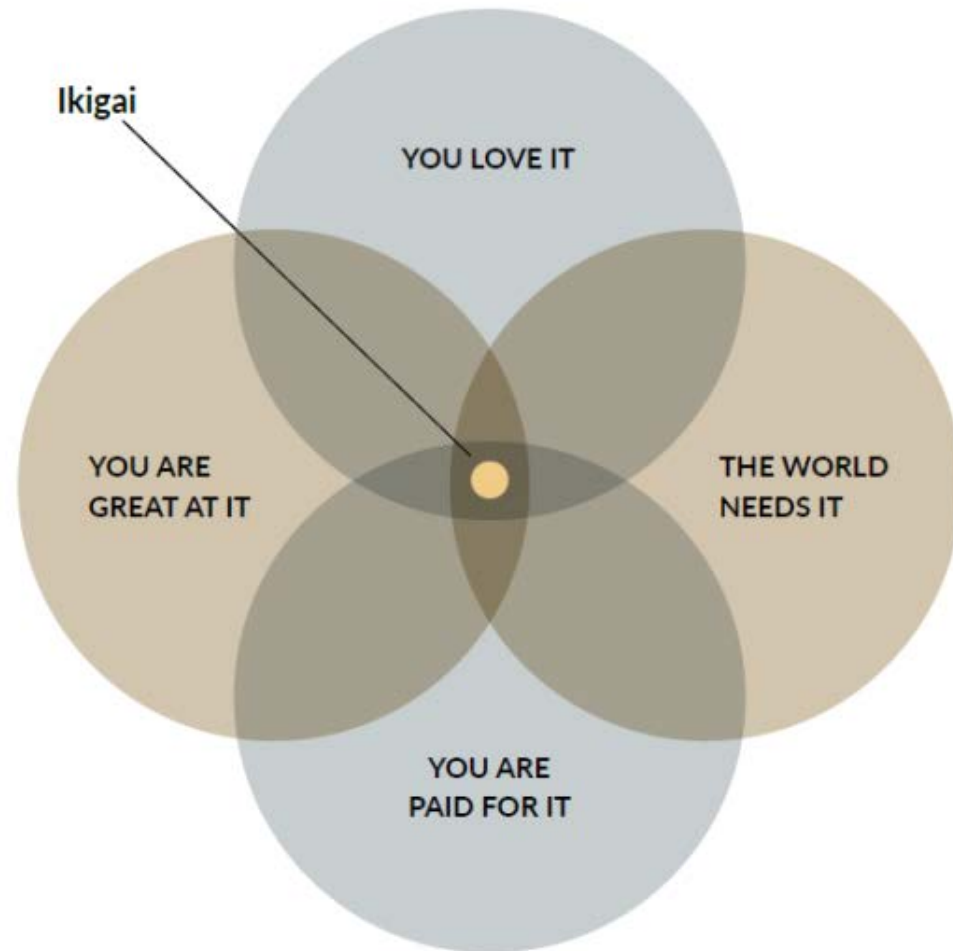 Ikigai
YOU LOVE IT
YOU ARE
GREAT AT IT
THE WORLD
NEEDS IT
YOU ARE
PAID FOR IT